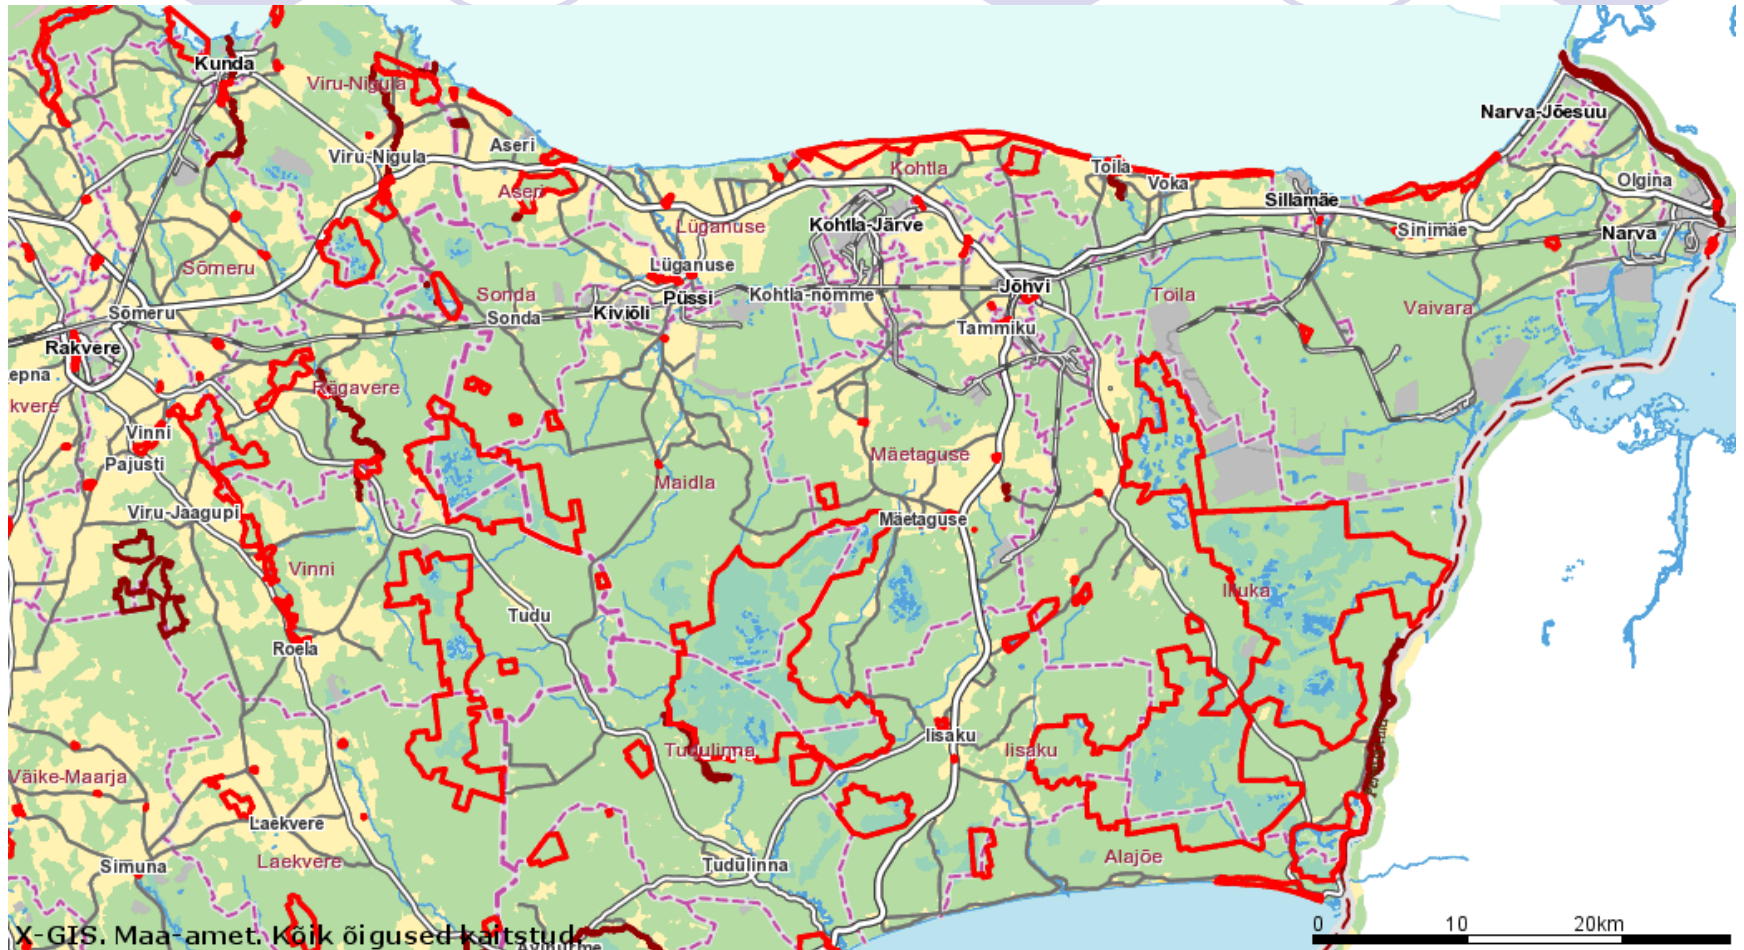 Kunda
Viru-Nigula
Narva-Jõesuu
Aseri
Viru-Nigula
Kohtla
Toila
Voka
Olgina
Aseri
Sillamäe
Lüganuse
Kohtla-Järve
Sinimäe
Narva
Sõmeru
Lüganuse
Jõhvi
Toila
Sonda
Püssi
Kohtla-nõmme
Vaivara
Sõmeru
Sonda
Kiviõli
Tammiku
Rakvere
epna
Rägavere
kvere
Vinni
Pajusti
Mäetaguse
Maidla
Viru-Jaagupi
Mäetaguse
Vinni
Illuka
Tudu
Roela
Iisaku
Tudulinna
Iisaku
Väike-Maarja
Laekvere
Simuna
Laekvere
Tudulinna
Alajõe
0 10 20km
X-GIS. Maa-amet. Kõik õigused kaitstud.
Avinurme